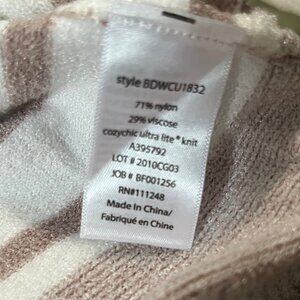 style BDWCU1832
71% nylon
29% viscose
cozychic ultra lite® knit
A395792
LOT # 2010CG03
JOB # BF001256
RN#111248
Made in China/
Fabriqué en Chine